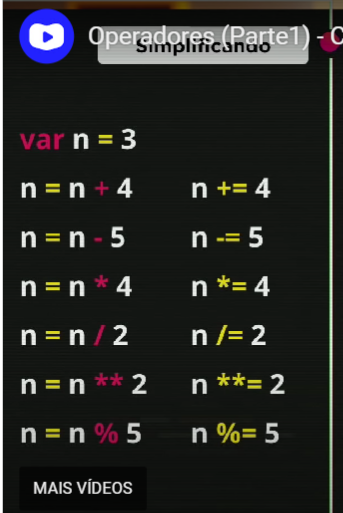 Operadores (Parte1) - C
Simplificando
var n = 3
n = n + 4 n += 4
n = n - 5 n -= 5
n = n * 4 n *= 4
n = n / 2 n /= 2
n = n ** 2 n **= 2
n = n % 5 n %= 5
MAIS VÍDEOS